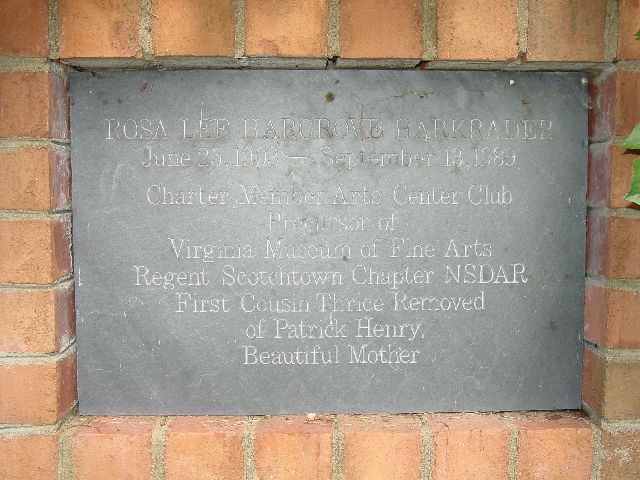 ROSA LEE HARGROVE HARKRADER
June 25, 1903 — September 13, 1989
Charter Member Arts Center Club
Precursor of
Virginia Museum of Fine Arts
Regent Scotchtown Chapter NSDAR
First Cousin Thrice Removed
of Patrick Henry,
Beautiful Mother